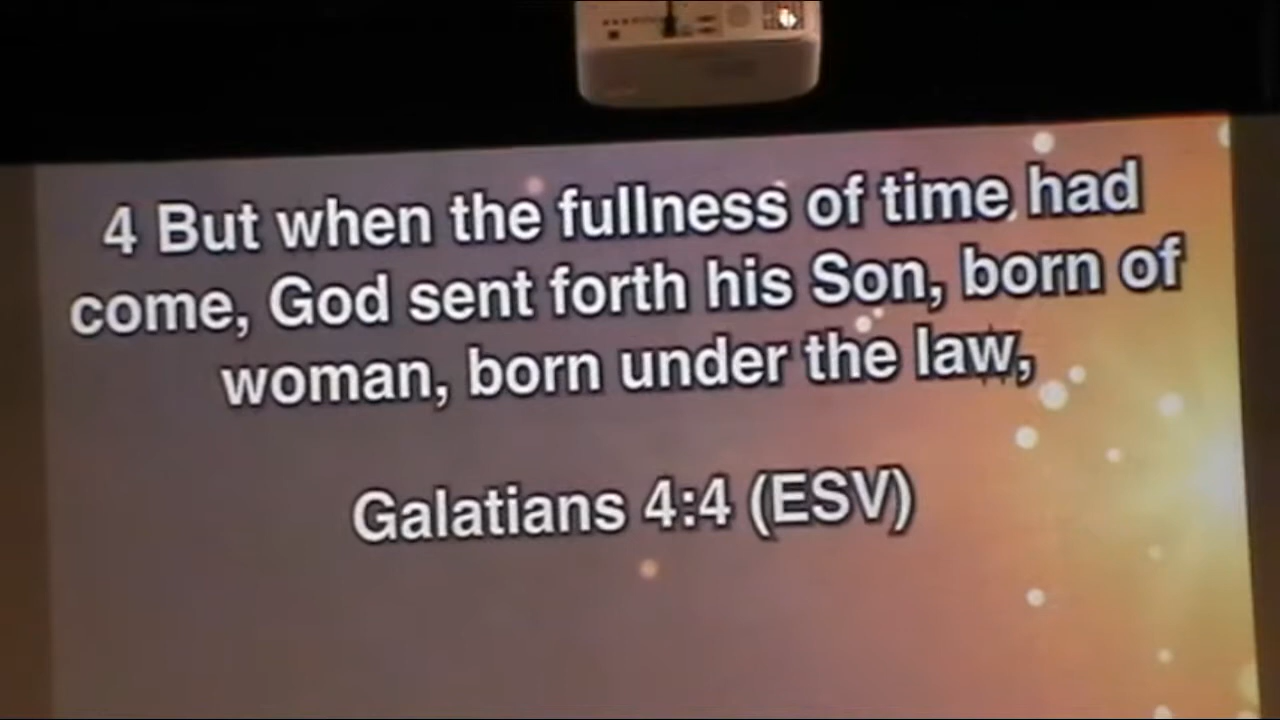 4 But when the fullness of time had
come, God sent forth his Son, born of
woman, born under the law,
Galatians 4:4 (ESV)